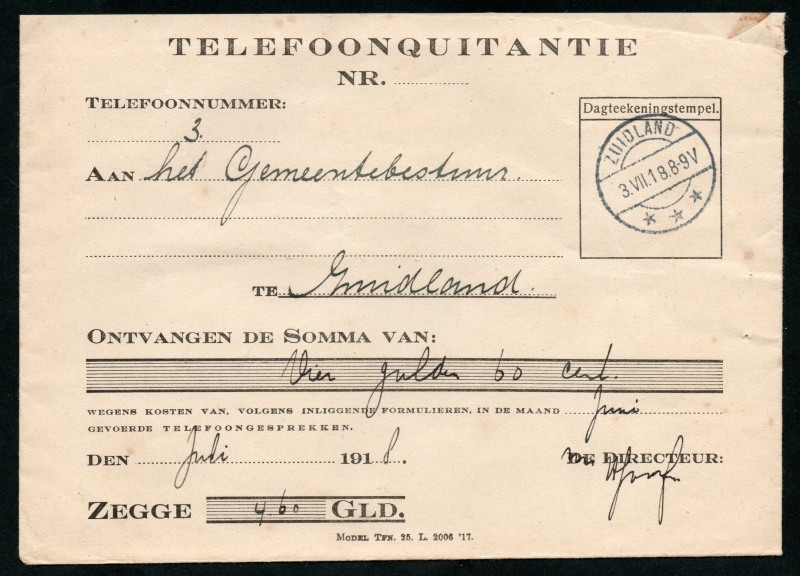 TELEFOONQUITANTIE
NR.
TELEFOONNUMMER:
3.
Dagteekeningstempel.
ZUIDLAND
3.VII.18.8-9V
AAN het Gemeentebestuur.
TE Zuidland.
ONTVANGEN DE SOMMA VAN:
Vier gulden 60 cent.
WEGENS KOSTEN VAN, VOLGENS INLIGGENDE FORMULIEREN, IN DE MAAND Juni
GEVOERDE TELEFOONGESPREKKEN.
DEN Juli 1918.
DE DIRECTEUR:
ZEGGE 4.60 GLD.
MODEL TFN. 25. L. 2006 '17.